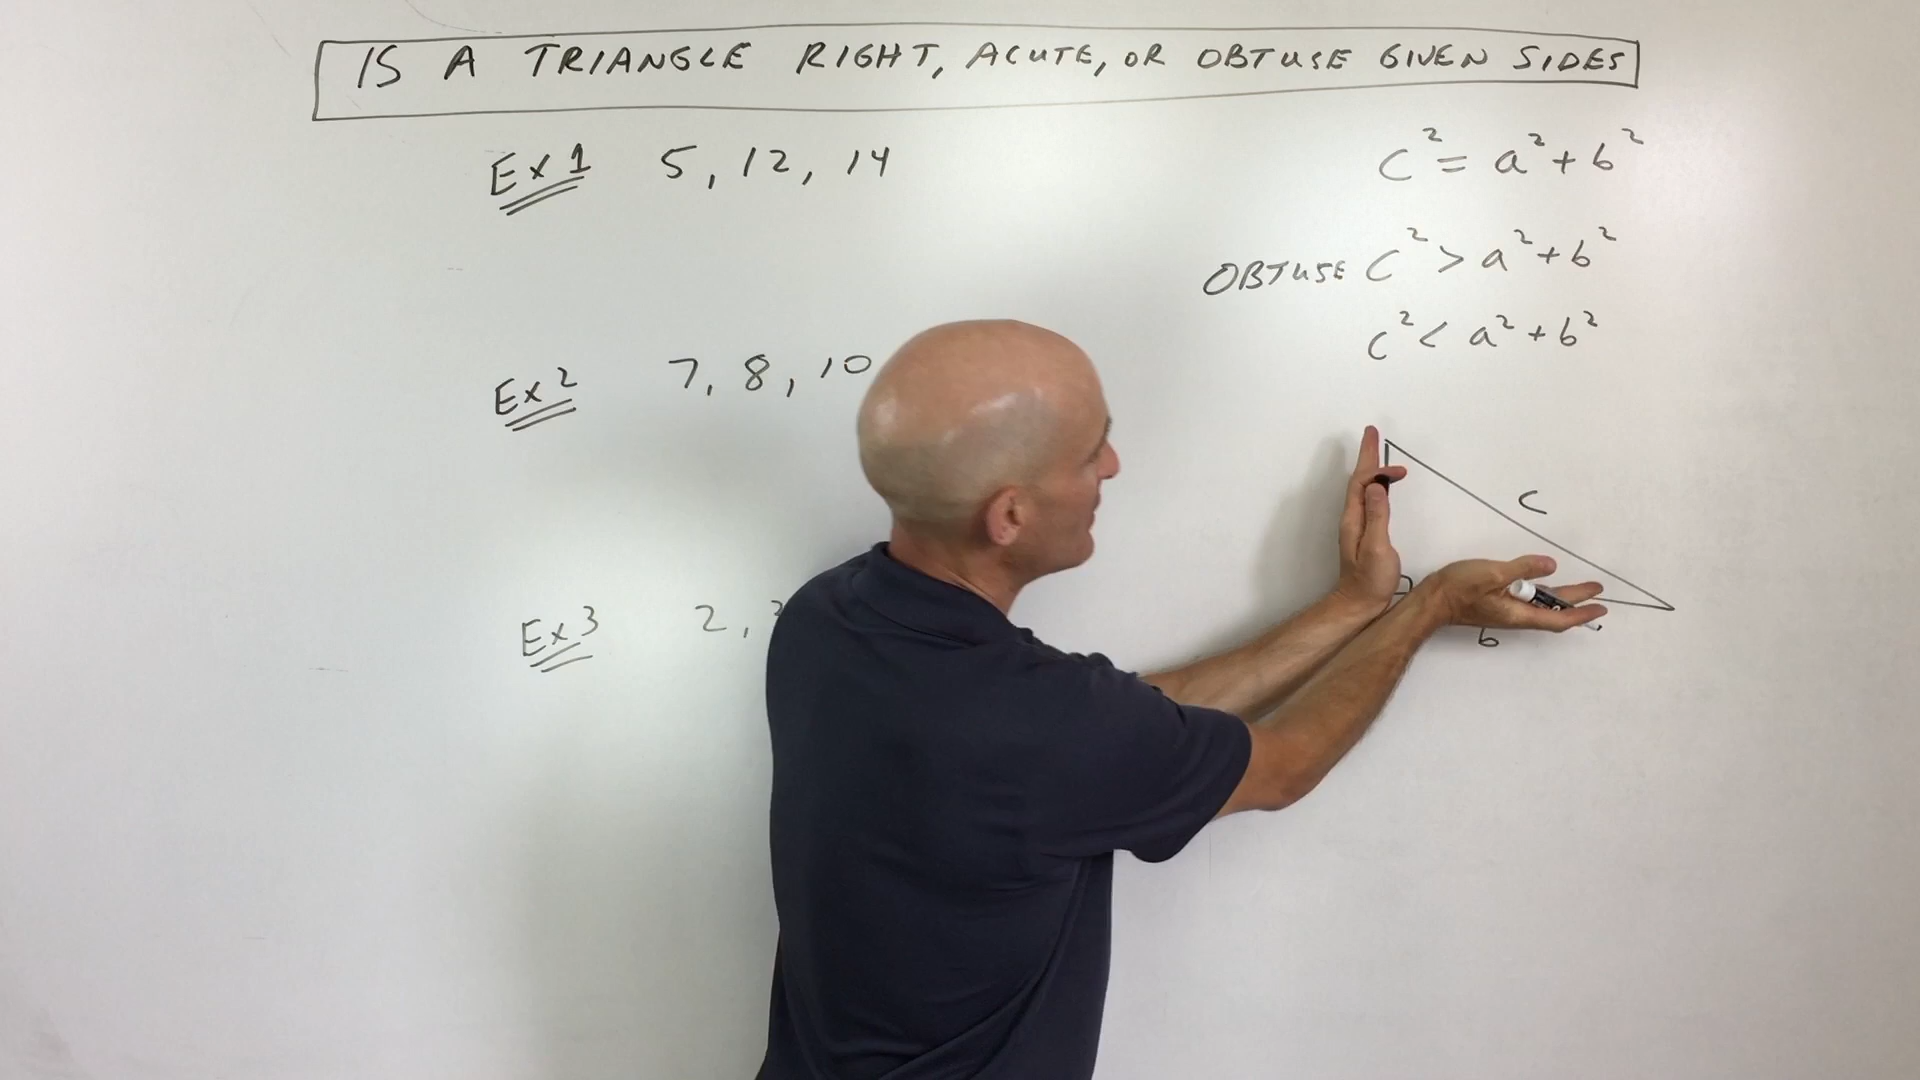 IS A TRIANGLE RIGHT, ACUTE, OR OBTUSE GIVEN SIDES
Ex 1 5, 12, 14
c² = a² + b²
OBTUSE c² > a² + b²
c² < a² + b²
Ex 2 7, 8, 10
c
b
Ex 3 2,